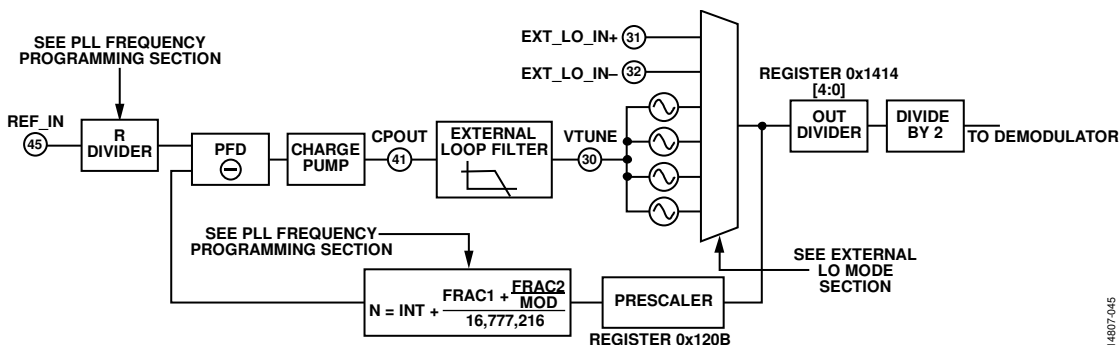 SEE PLL FREQUENCY
PROGRAMMING SECTION
EXT_LO_IN+ 31
EXT_LO_IN– 32
REGISTER 0x1414
[4:0]
REF_IN
45
R
DIVIDER
PFD
–
CHARGE
PUMP
CPOUT
41
EXTERNAL
LOOP FILTER
VTUNE
30
OUT
DIVIDER
DIVIDE
BY 2
TO DEMODULATOR
SEE PLL FREQUENCY
PROGRAMMING SECTION
SEE EXTERNAL
LO MODE
SECTION
N = INT + FRAC1 + FRAC2
MOD
16,777,216
PRESCALER
REGISTER 0x120B
14807-045